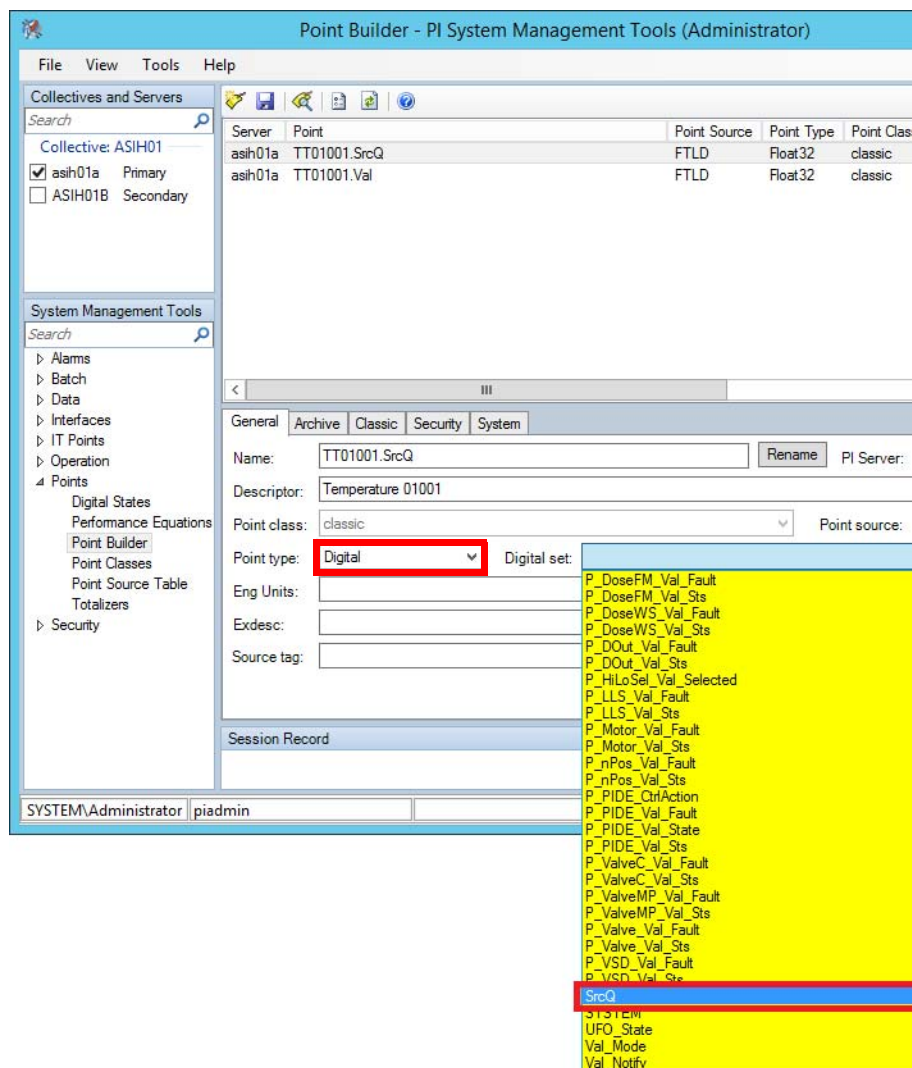 Point Builder - PI System Management Tools (Administrator)
File View Tools Help
Collectives and Servers
Search
Collective: ASIH01
asih01a Primary
ASIH01B Secondary
Server Point Point Source Point Type Point Clas
asih01a TT01001.SrcQ FTLD Float32 classic
asih01a TT01001.Val FTLD Float32 classic
System Management Tools
Search
Alarms
Batch
Data
Interfaces
IT Points
Operation
Points
Digital States
Performance Equations
Point Builder
Point Classes
Point Source Table
Totalizers
Security
General Archive Classic Security System
Name: TT01001.SrcQ Rename PI Server:
Descriptor: Temperature 01001
Point class: classic Point source:
Point type: Digital Digital set:
Eng Units:
Exdesc:
Source tag:
P_DoseFM_Val_Fault
P_DoseFM_Val_Sts
P_DoseWS_Val_Fault
P_DoseWS_Val_Sts
P_DOut_Val_Fault
P_DOut_Val_Sts
P_HiLoSel_Val_Selected
P_LLS_Val_Fault
P_LLS_Val_Sts
P_Motor_Val_Fault
P_Motor_Val_Sts
P_nPos_Val_Fault
P_nPos_Val_Sts
P_PIDE_CtrlAction
P_PIDE_Val_Fault
P_PIDE_Val_State
P_PIDE_Val_Sts
P_ValveC_Val_Fault
P_ValveC_Val_Sts
P_ValveMP_Val_Fault
P_ValveMP_Val_Sts
P_Valve_Val_Fault
P_Valve_Val_Sts
P_VSD_Val_Fault
P_VSD_Val_Sts
SrcQ
SYSTEM
UFO_State
Val_Mode
Val_Notify
Session Record
SYSTEM\Administrator piadmin